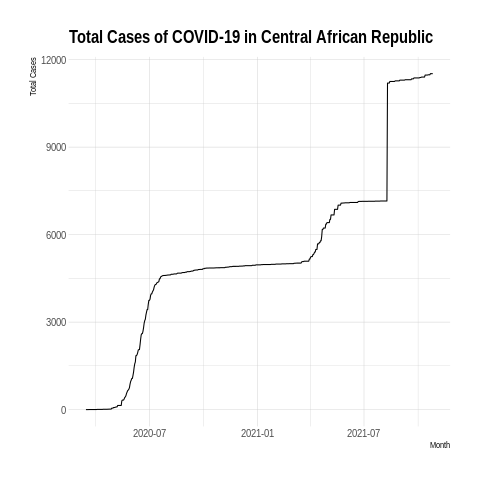 Total Cases of COVID-19 in Central African Republic
Total Cases
12000
9000
6000
3000
0
2020-07
2021-01
2021-07
Month